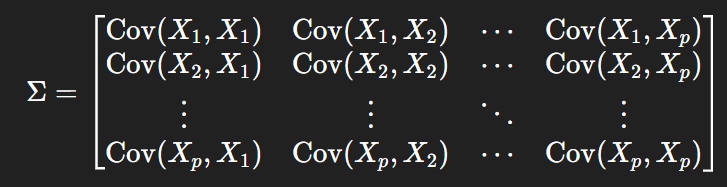 Σ = [Cov(X₁, X₁) Cov(X₁, X₂) ⋯ Cov(X₁, Xₚ)
Cov(X₂, X₁) Cov(X₂, X₂) ⋯ Cov(X₂, Xₚ)
⋮ ⋮ ⋱ ⋮
Cov(Xₚ, X₁) Cov(Xₚ, X₂) ⋯ Cov(Xₚ, Xₚ)]